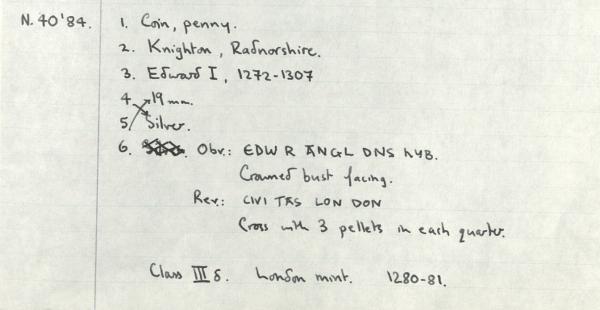 N. 40'84. 1. Coin, penny.
2. Knighton, Radnorshire.
3. Edward I, 1272-1307
4. 19 mm.
5. Silver.
6. Obv.: EDW R ANGL DNS hYB.
Crowned bust facing.
Rev.: CIVI TAS LON DON
Cross with 3 pellets in each quarter.
Class III δ. London mint. 1280-81.